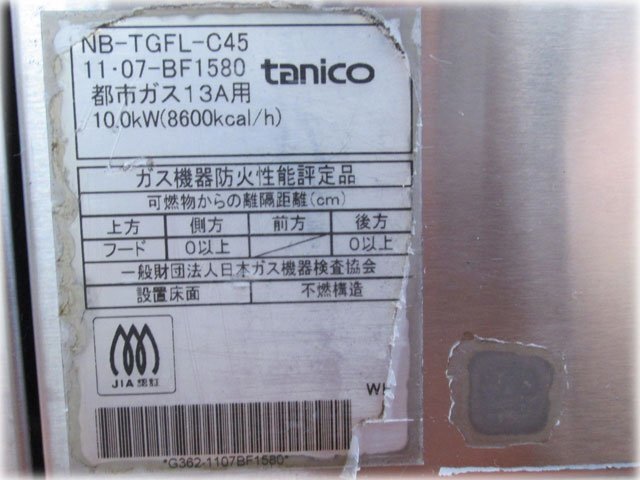 NB-TGFL-C45
11・07-BF1580 tanico
都市ガス13A用
10.0kW(8600kcal/h)
ガス機器防火性能評定品
可燃物からの離隔距離(cm)
上方 側方 前方 後方
フード 0以上 0以上
一般財団法人日本ガス機器検査協会
設置床面 不燃構造
JIA 認証
*G362-1107BF1580*